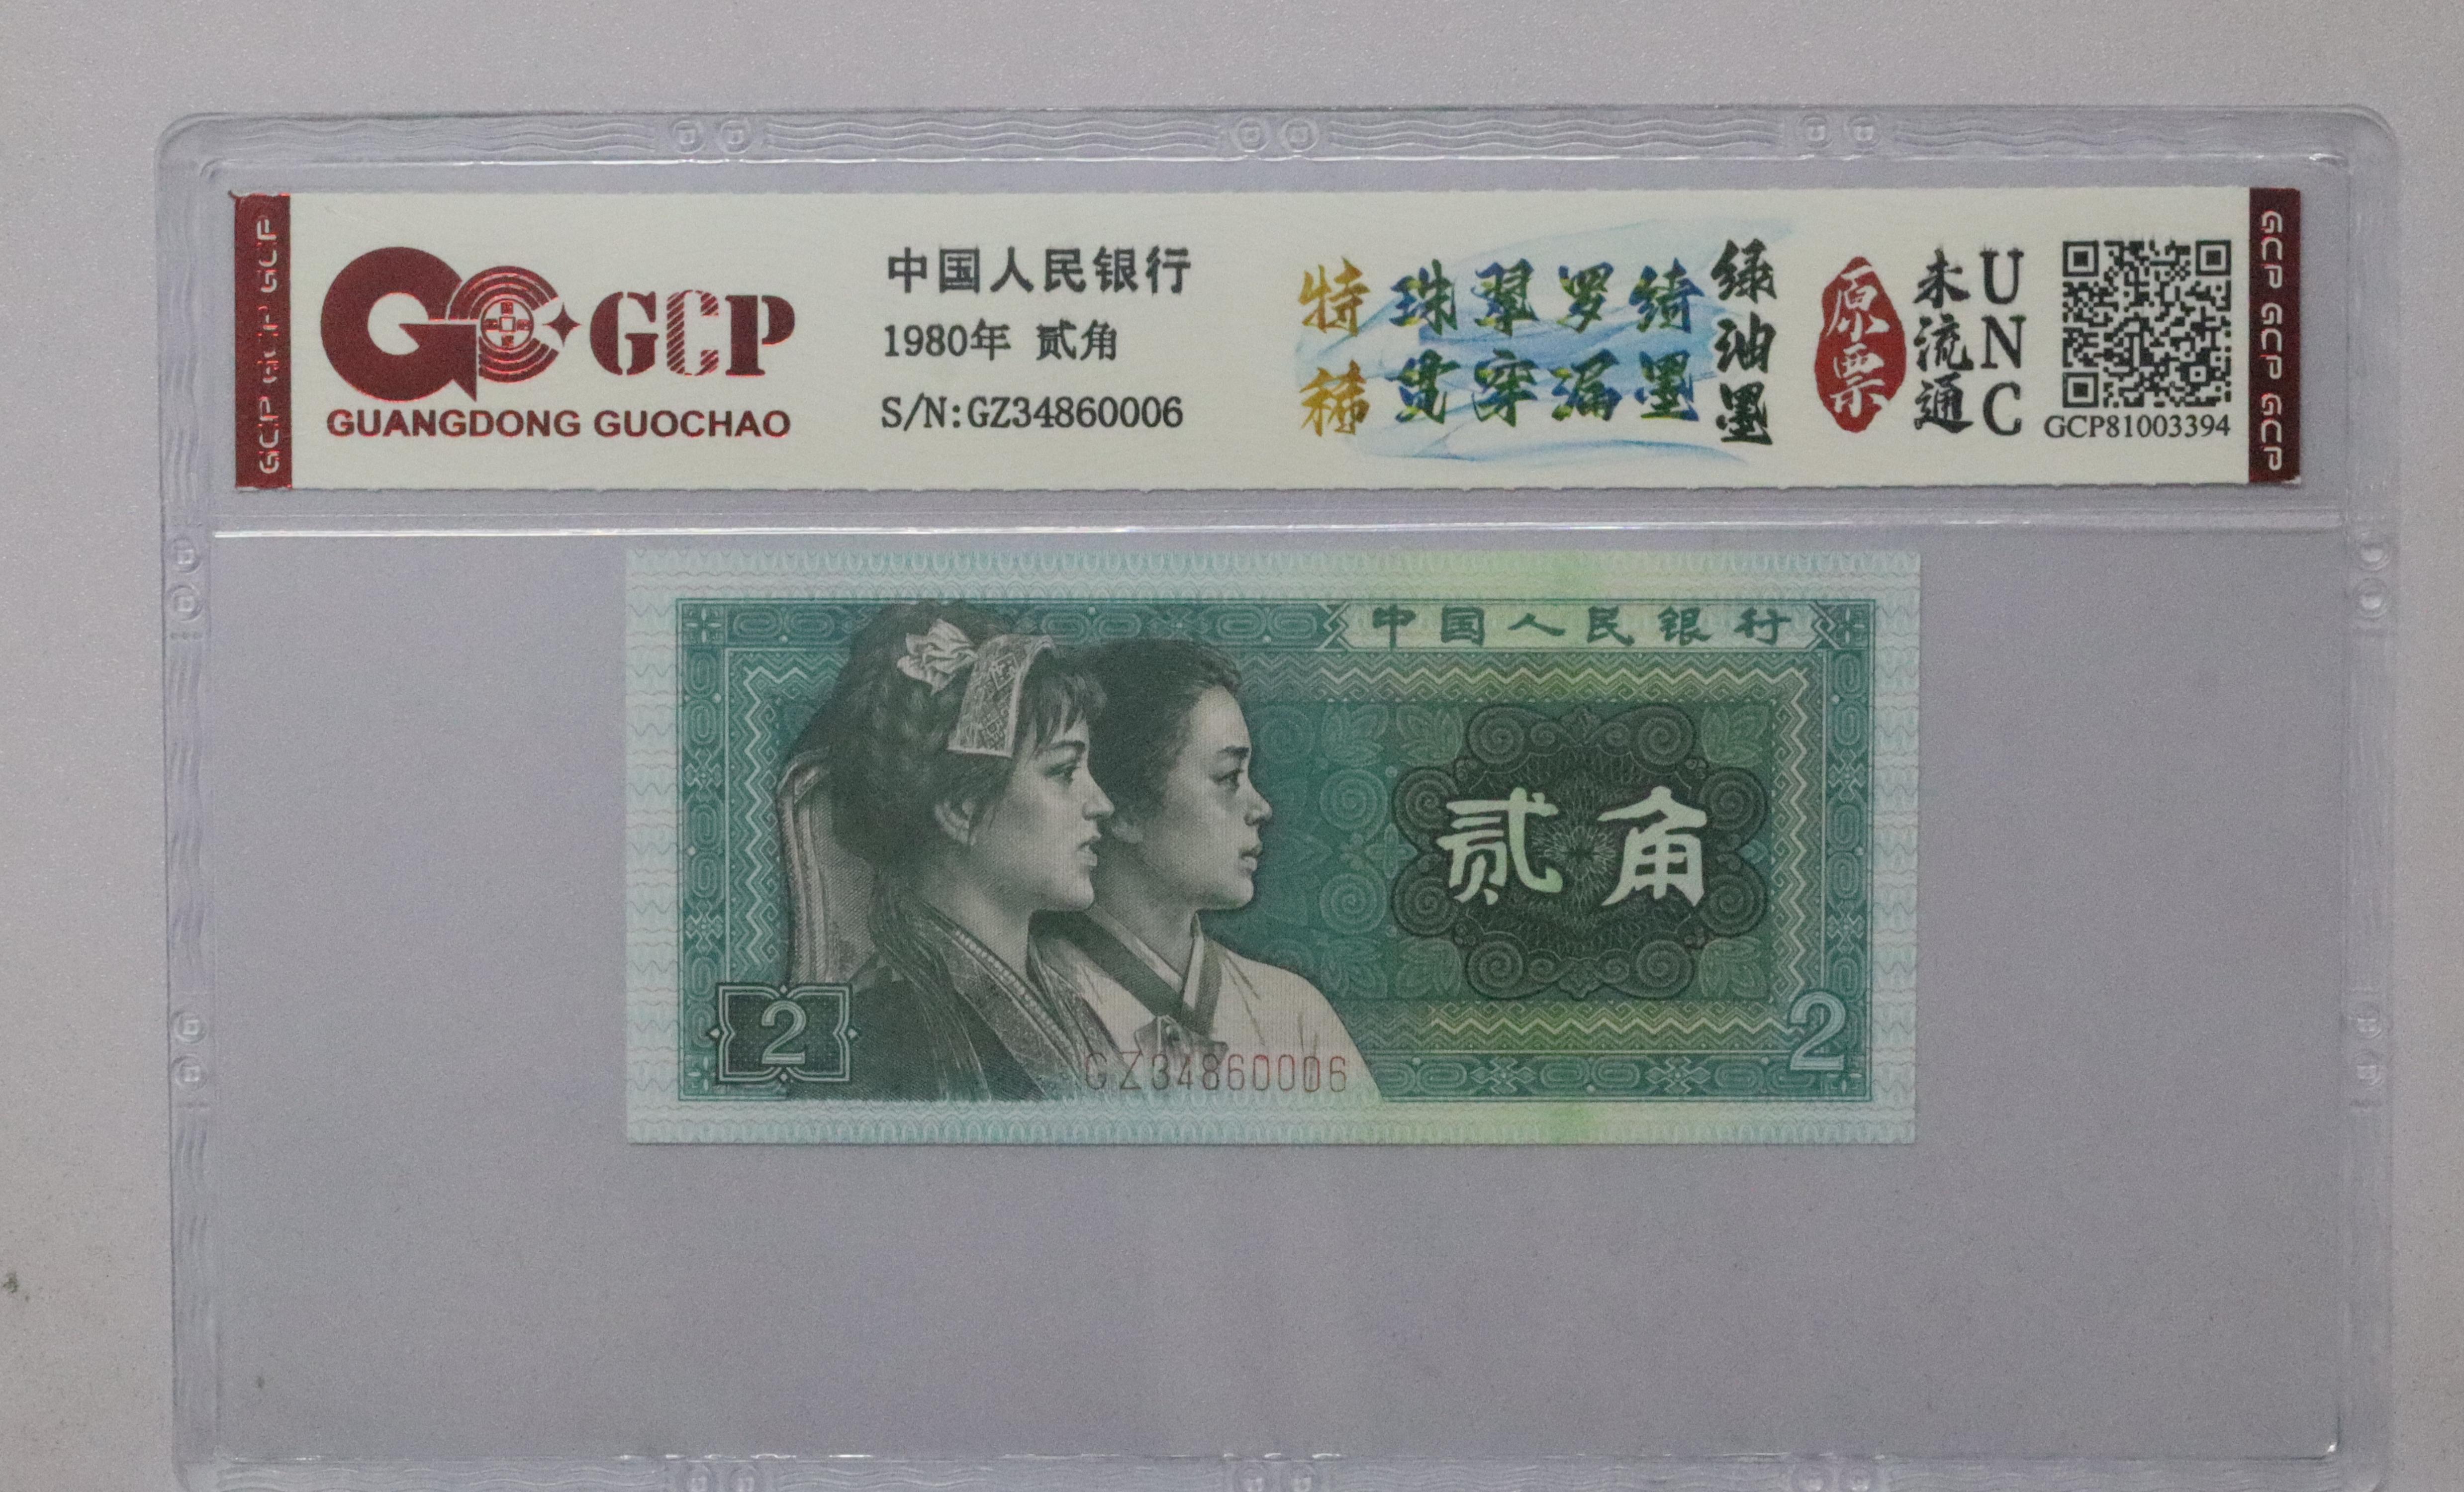 GCP GCP GCP GCP
GCP
GUANGDONG GUOCHAO
中国人民银行
1980年 贰角
S/N:GZ34860006
特珠翠罗绮
稀贯穿漏墨
绿油墨
原票
未流通
UNC
GCP81003394
GCP GCP GCP GCP
中国人民银行
贰角
2
2
GZ34860006